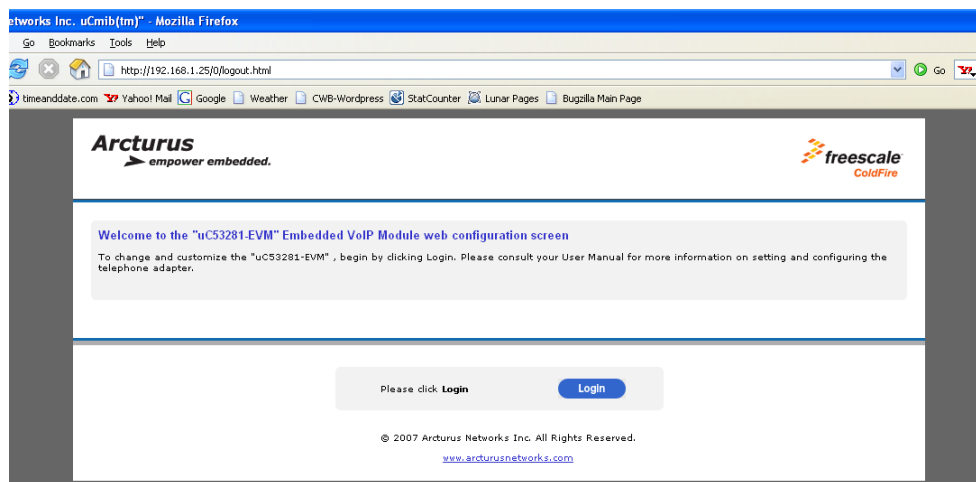 etworks Inc. uCmib(tm)" - Mozilla Firefox
Go Bookmarks Tools Help
http://192.168.1.25/0/logout.html Go
timeanddate.com Yahoo! Mail Google Weather CWB-Wordpress StatCounter Lunar Pages Bugzilla Main Page
Arcturus
empower embedded.
freescale
ColdFire
Welcome to the "uC53281-EVM" Embedded VoIP Module web configuration screen
To change and customize the "uC53281-EVM" , begin by clicking Login. Please consult your User Manual for more information on setting and configuring the
telephone adapter.
Please click Login Login
© 2007 Arcturus Networks Inc. All Rights Reserved.
www.arcturusnetworks.com